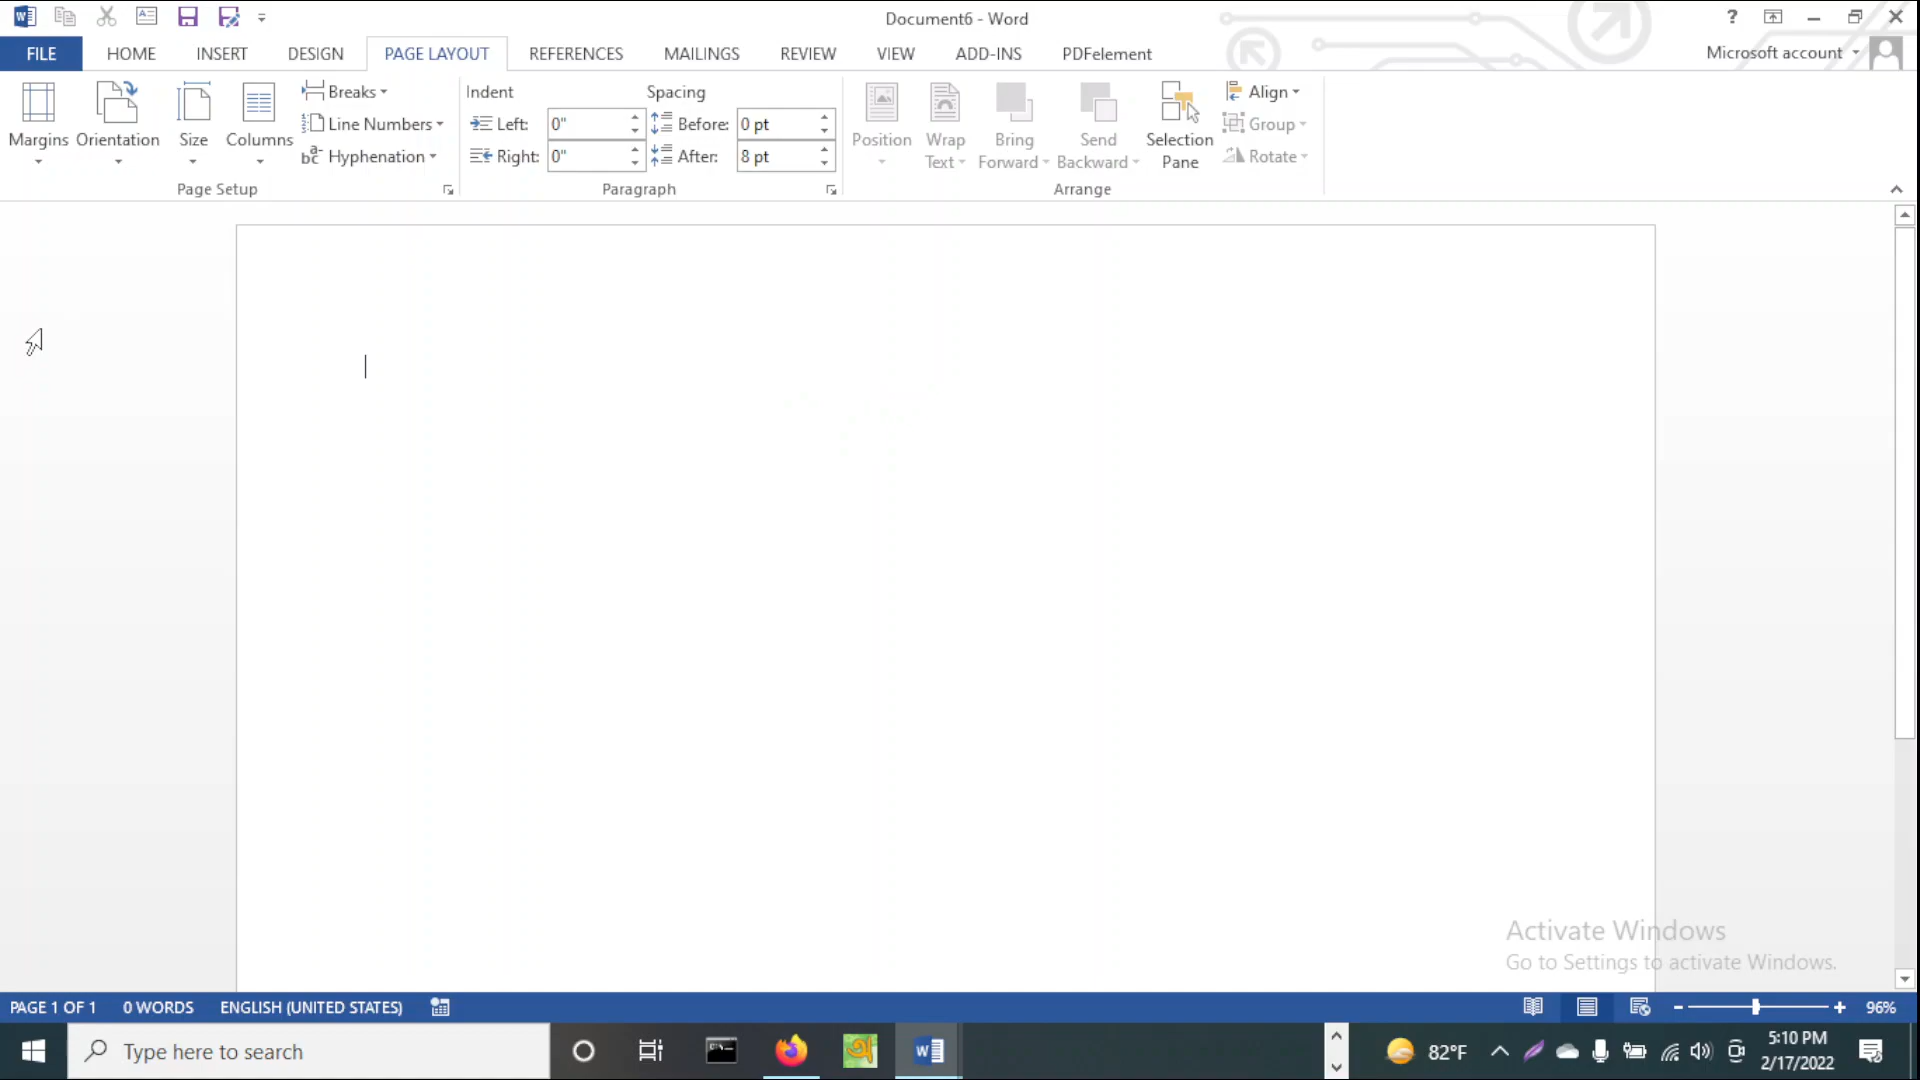 Document6 - Word
?
FILE HOME INSERT DESIGN PAGE LAYOUT REFERENCES MAILINGS REVIEW VIEW ADD-INS PDFelement Microsoft account
Margins Orientation Size Columns
Breaks
Line Numbers
Hyphenation
Page Setup
Indent
Left: 0"
Right: 0"
Spacing
Before: 0 pt
After: 8 pt
Paragraph
Position
Wrap
Text
Bring
Forward
Send
Backward
Selection
Pane
Align
Group
Rotate
Arrange
Activate Windows
Go to Settings to activate Windows.
PAGE 1 OF 1 0 WORDS ENGLISH (UNITED STATES) 96%
Type here to search
82°F
5:10 PM
2/17/2022